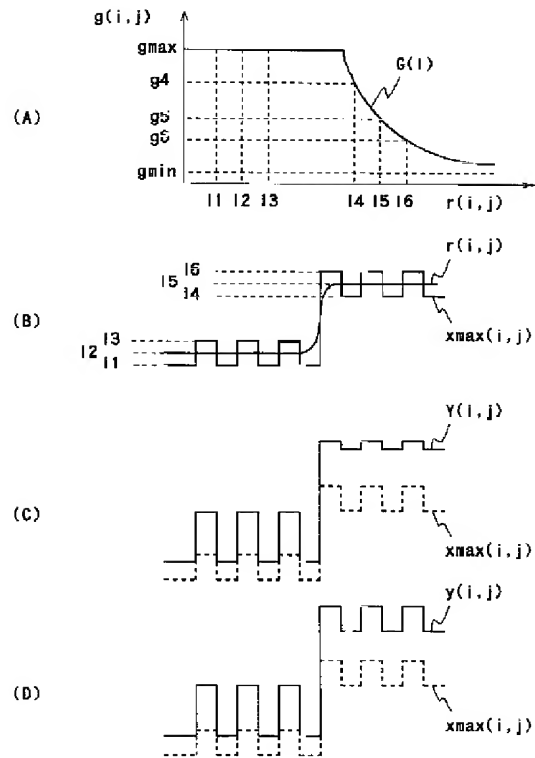 g(i,j)
gmax
g4
G(l)
(A)
g5
g6
gmin
l1 l2 l3 l4 l5 l6 r(i,j)
r(i,j)
l6
l5
l4
(B)
l3
l2
l1
xmax(i,j)
Y(i,j)
(C)
xmax(i,j)
y(i,j)
(D)
xmax(i,j)